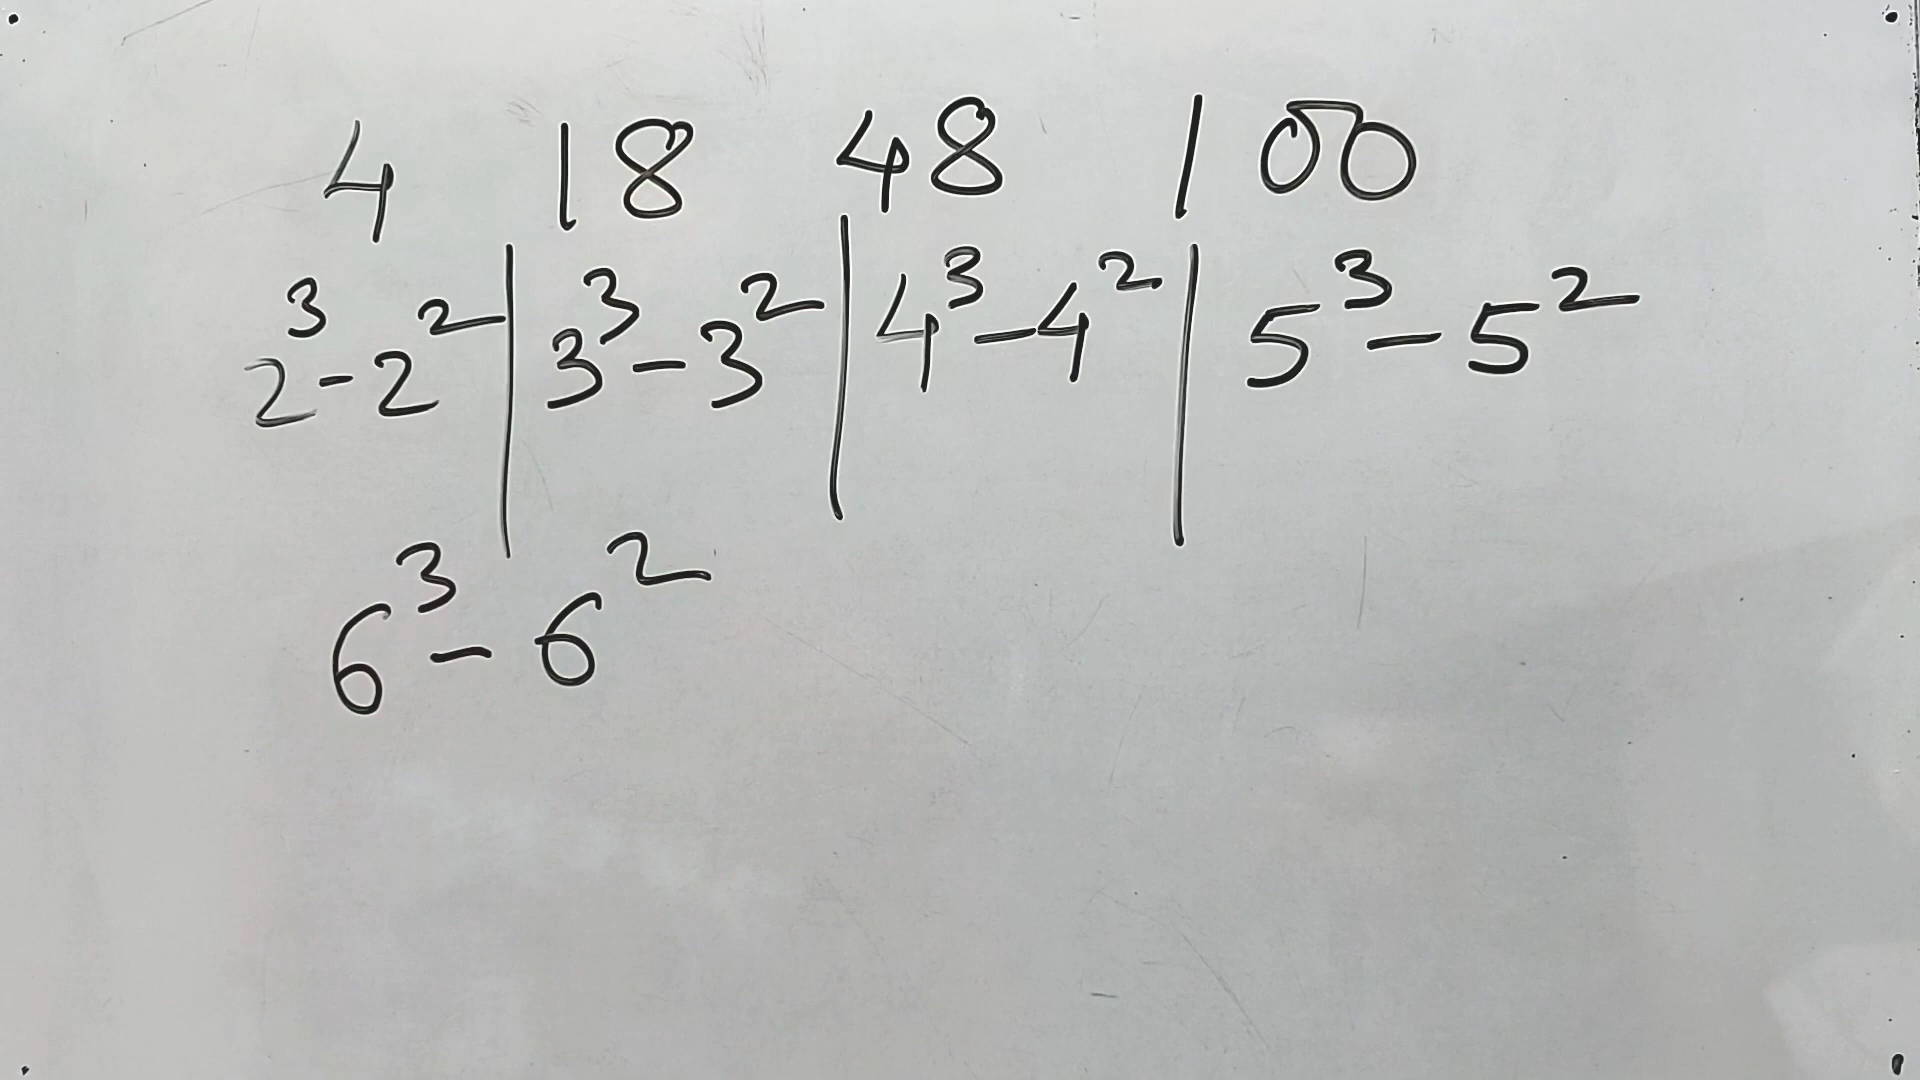 4 18 48 100
2³-2² | 3³-3² | 4³-4² | 5³-5²
6³-6²